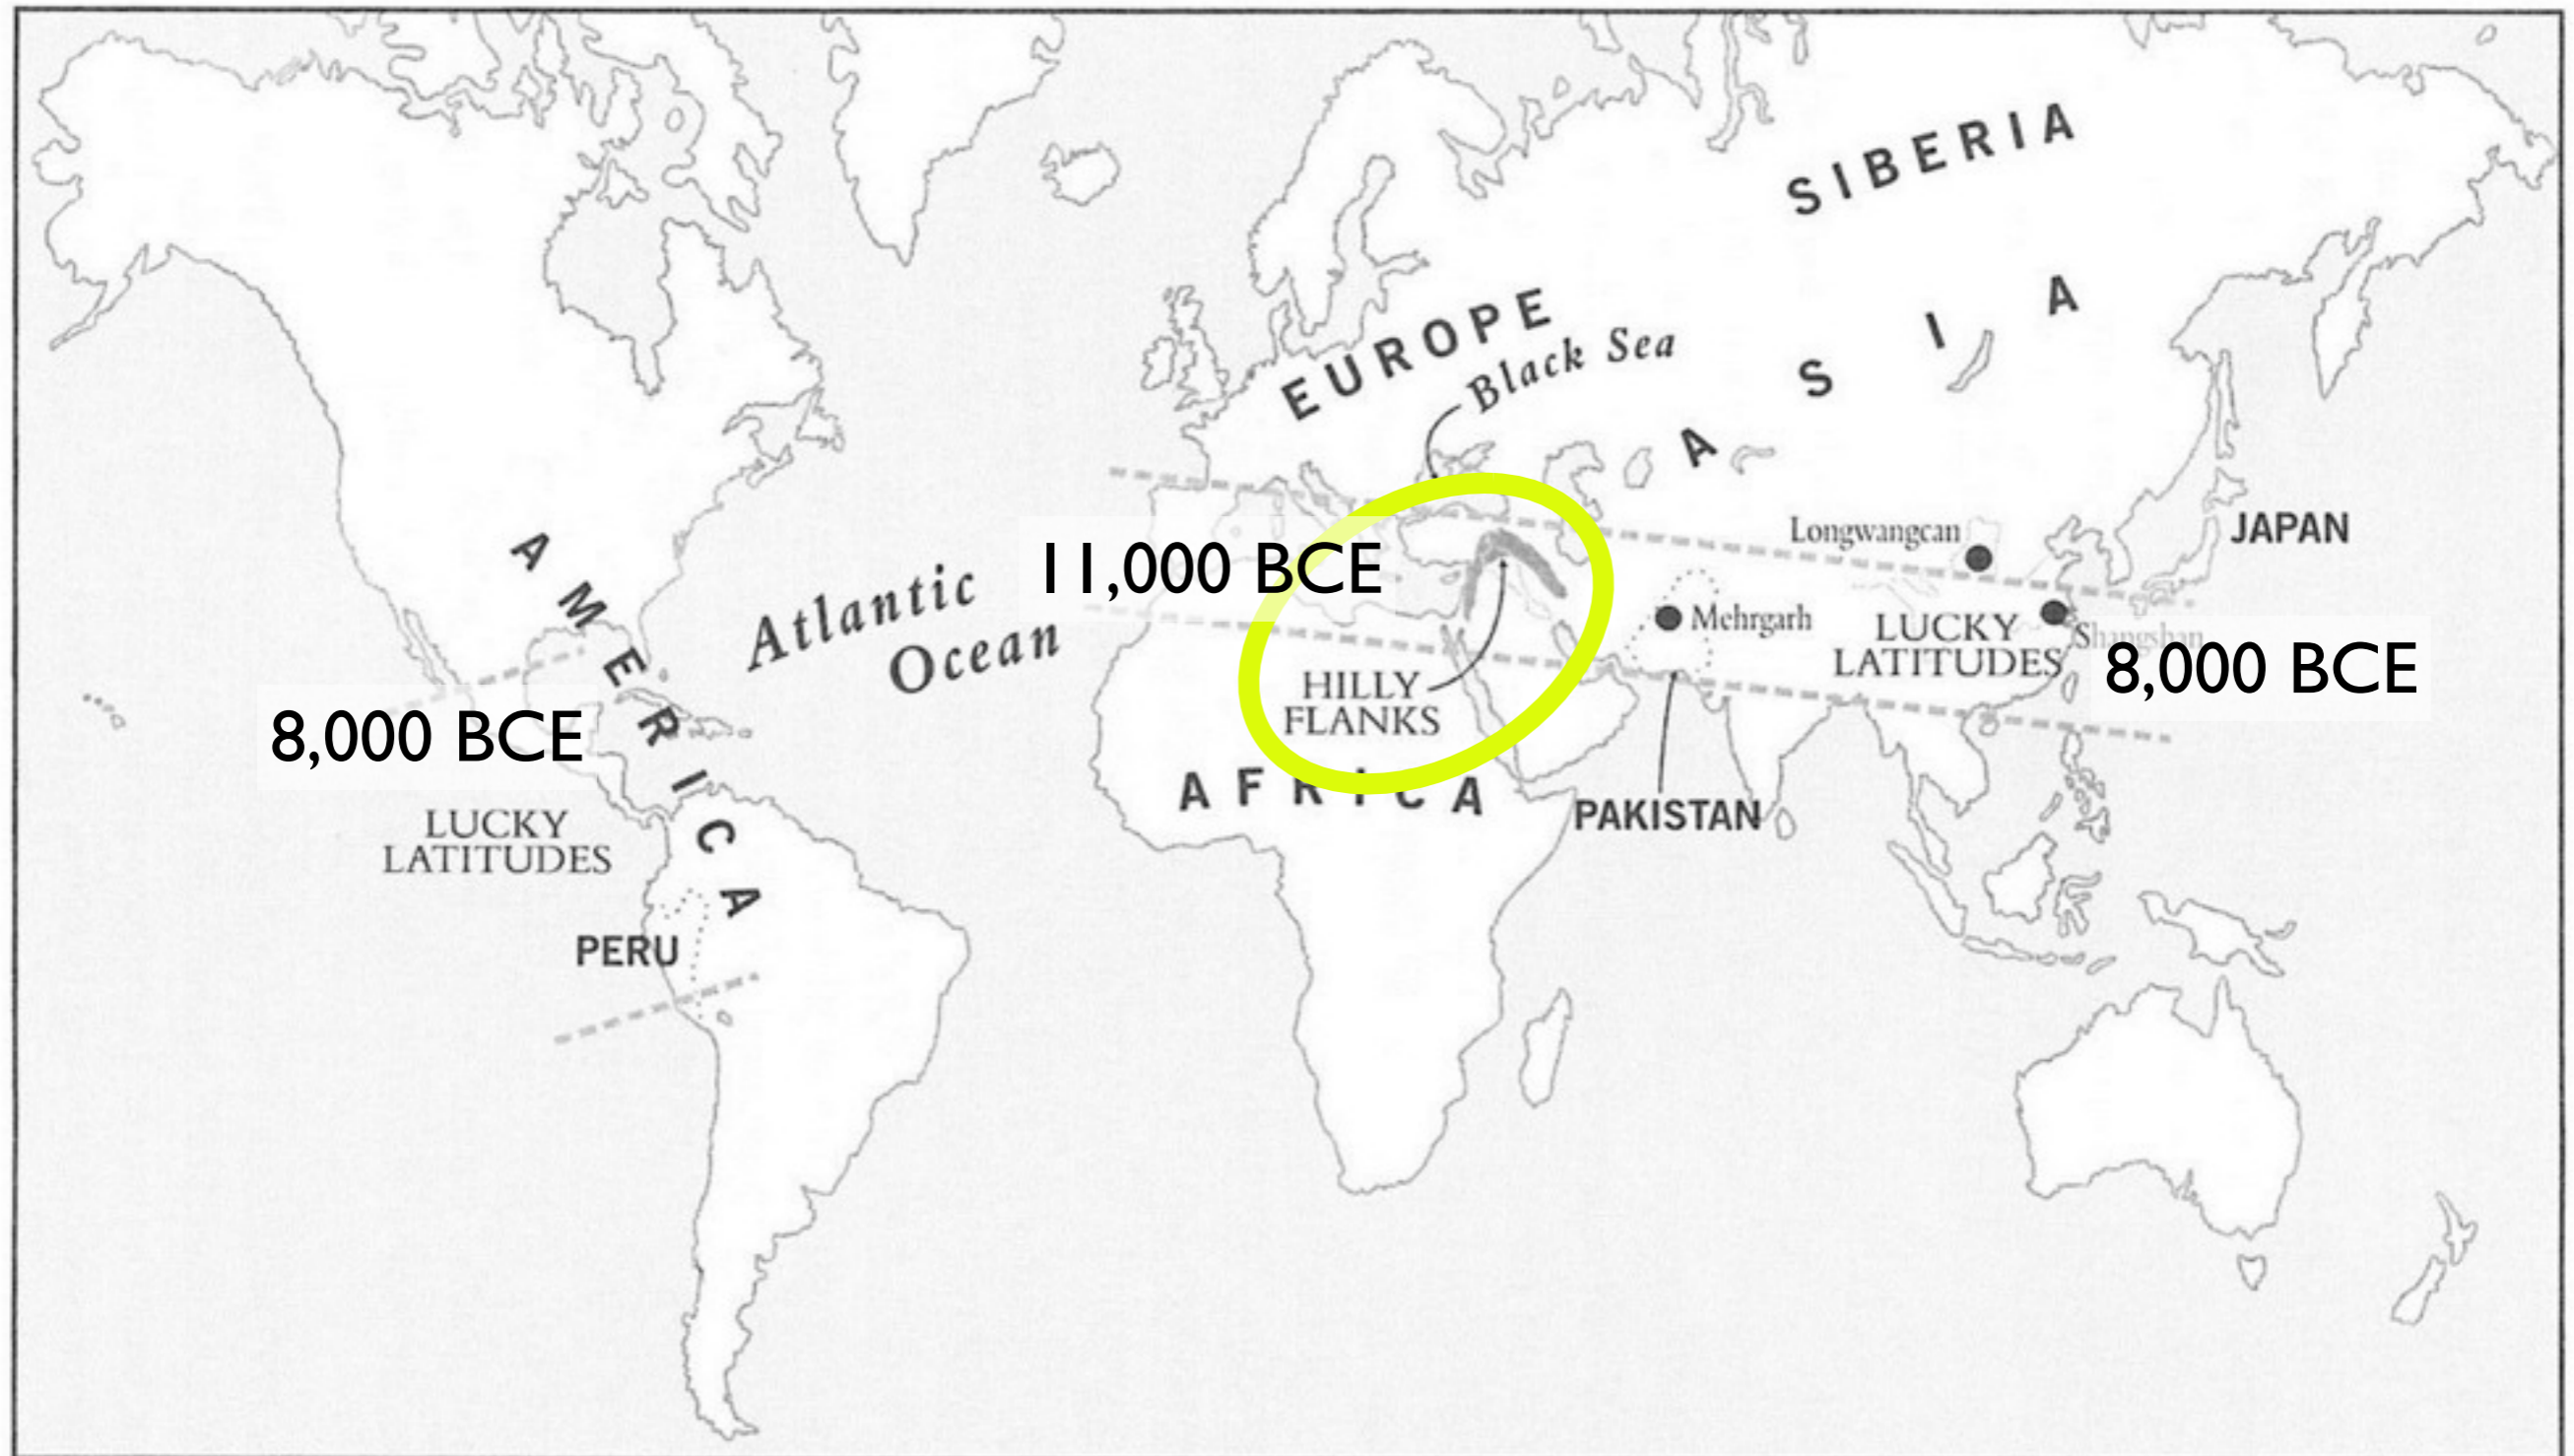 SIBERIA
ASIA
EUROPE
Black Sea
Longwangcan
JAPAN
11,000 BCE
AMERICA
Atlantic
Ocean
Mehrgarh
LUCKY
LATITUDES
Shangshan
8,000 BCE
HILLY
FLANKS
8,000 BCE
AFRICA
PAKISTAN
LUCKY
LATITUDES
PERU